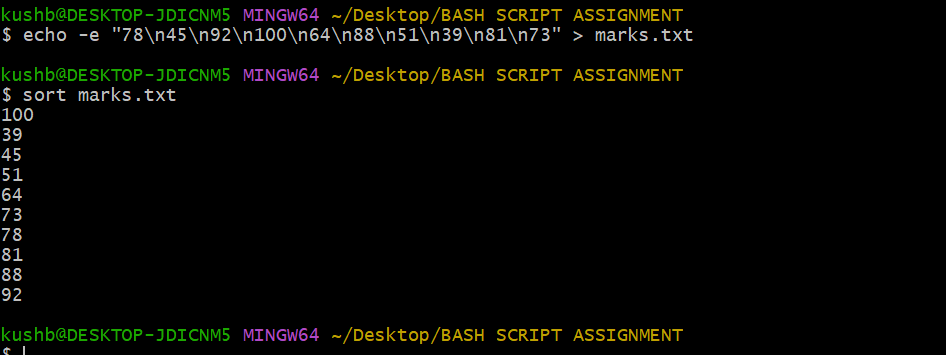 kushb@DESKTOP-JDICNM5 MINGW64 ~/Desktop/BASH SCRIPT ASSIGNMENT
$ echo -e "78\n45\n92\n100\n64\n88\n51\n39\n81\n73" > marks.txt
kushb@DESKTOP-JDICNM5 MINGW64 ~/Desktop/BASH SCRIPT ASSIGNMENT
$ sort marks.txt
100
39
45
51
64
73
78
81
88
92
kushb@DESKTOP-JDICNM5 MINGW64 ~/Desktop/BASH SCRIPT ASSIGNMENT
$